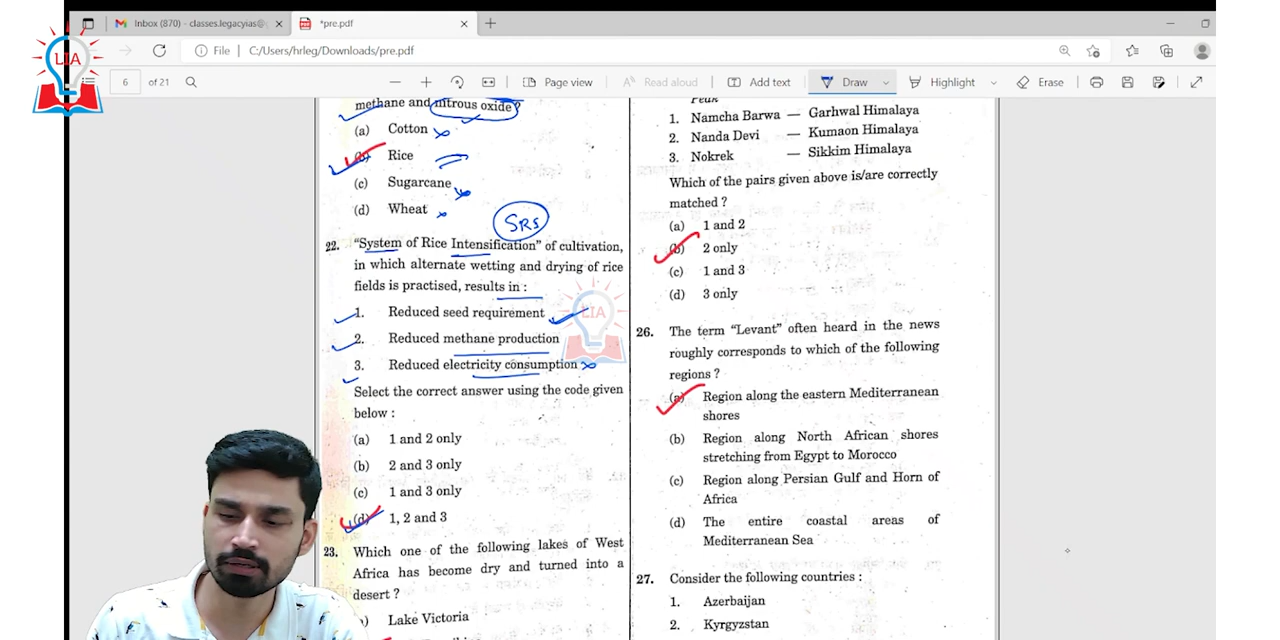 Inbox (870) - classes.legacyias@
*pre.pdf
File
C:/Users/hrleg/Downloads/pre.pdf
6
of 21
Page view
Read aloud
Add text
Draw
Highlight
Erase
LIA
methane and nitrous oxide?
(a) Cotton
Rice
(c) Sugarcane
(d) Wheat
SRS
22. "System of Rice Intensification" of cultivation,
in which alternate wetting and drying of rice
fields is practised, results in :
1. Reduced seed requirement
2. Reduced methane production
3. Reduced electricity consumption
LIA
Select the correct answer using the code given
below :
(a) 1 and 2 only
(b) 2 and 3 only
(c) 1 and 3 only
(d) 1, 2 and 3
23. Which one of the following lakes of West
Africa has become dry and turned into a
desert ?
Lake Victoria
Peak
1. Namcha Barwa — Garhwal Himalaya
2. Nanda Devi — Kumaon Himalaya
3. Nokrek — Sikkim Himalaya
Which of the pairs given above is/are correctly
matched ?
(a) 1 and 2
(b) 2 only
(c) 1 and 3
(d) 3 only
26. The term "Levant" often heard in the news
roughly corresponds to which of the following
regions ?
(a) Region along the eastern Mediterranean
shores
(b) Region along North African shores
stretching from Egypt to Morocco
(c) Region along Persian Gulf and Horn of
Africa
(d) The entire coastal areas of
Mediterranean Sea
27. Consider the following countries :
1. Azerbaijan
2. Kyrgyzstan